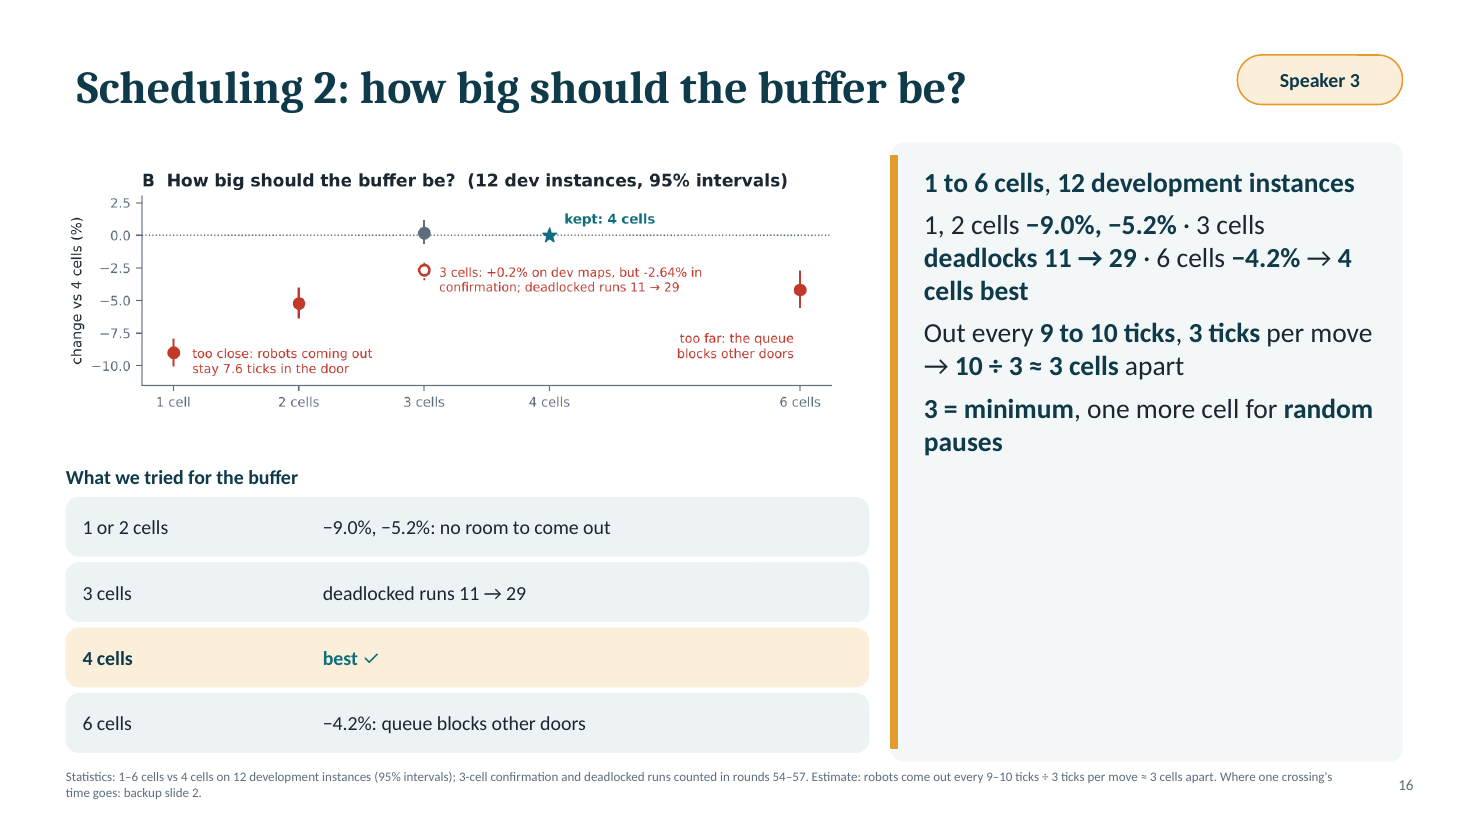 Scheduling 2: how big should the buffer be?
Speaker 3
B  How big should the buffer be?  (12 dev instances, 95% intervals)
change vs 4 cells (%)
2.5
0.0
−2.5
−5.0
−7.5
−10.0
kept: 4 cells
3 cells: +0.2% on dev maps, but -2.64% in
confirmation; deadlocked runs 11 → 29
too far: the queue
blocks other doors
too close: robots coming out
stay 7.6 ticks in the door
1 cell
2 cells
3 cells
4 cells
6 cells
What we tried for the buffer
1 or 2 cells
−9.0%, −5.2%: no room to come out
3 cells
deadlocked runs 11 → 29
4 cells
best ✓
6 cells
−4.2%: queue blocks other doors
1 to 6 cells, 12 development instances
1, 2 cells −9.0%, −5.2% · 3 cells
deadlocks 11 → 29 · 6 cells −4.2% → 4
cells best
Out every 9 to 10 ticks, 3 ticks per move
→ 10 ÷ 3 ≈ 3 cells apart
3 = minimum, one more cell for random
pauses
Statistics: 1–6 cells vs 4 cells on 12 development instances (95% intervals); 3-cell confirmation and deadlocked runs counted in rounds 54–57. Estimate: robots come out every 9–10 ticks ÷ 3 ticks per move ≈ 3 cells apart. Where one crossing's
time goes: backup slide 2.
16